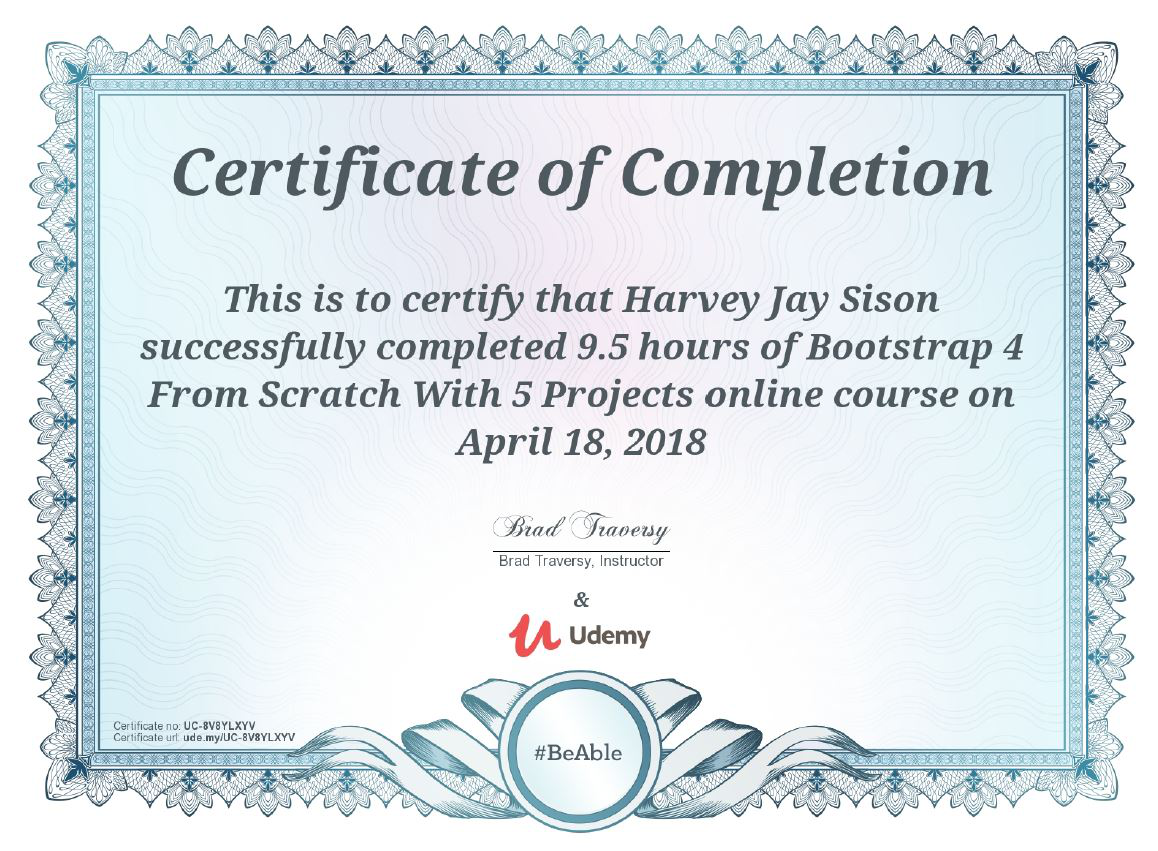 Certificate of Completion
This is to certify that Harvey Jay Sison
successfully completed 9.5 hours of Bootstrap 4
From Scratch With 5 Projects online course on
April 18, 2018
Brad Traversy
Brad Traversy, Instructor
&
Udemy
Certificate no: UC-8V8YLXYV
Certificate url: ude.my/UC-8V8YLXYV
#BeAble